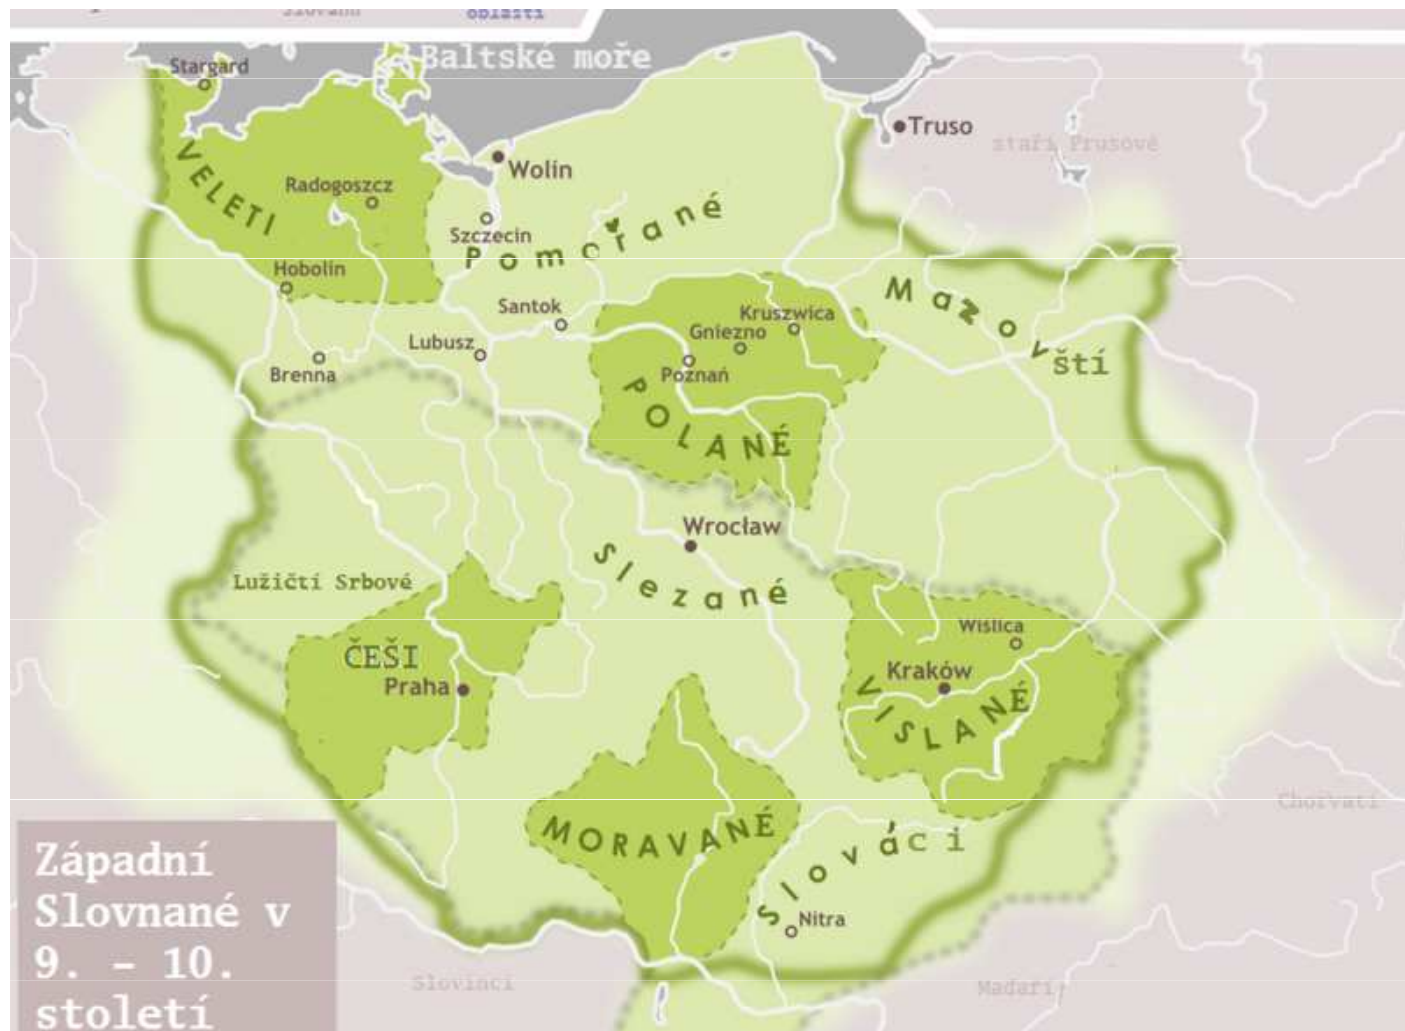 oblasti
Baltské moře
Stargard
Truso
staří Prusové
Wolin
VELETI
Radogoszcz
Szczecin
Pomořané
Hobolin
Mazovští
Santok
Kruszwica
Gniezno
Lubusz
Brenna
Poznań
POLANÉ
Wrocław
Slezané
Lužičtí Srbové
Wislica
ČEŠI
Kraków
Praha
VISLANÉ
Chorvati
MORAVANÉ
Slováci
Západní
Slovnané v
9. - 10.
století
Nitra
Slovinci
Maďaři